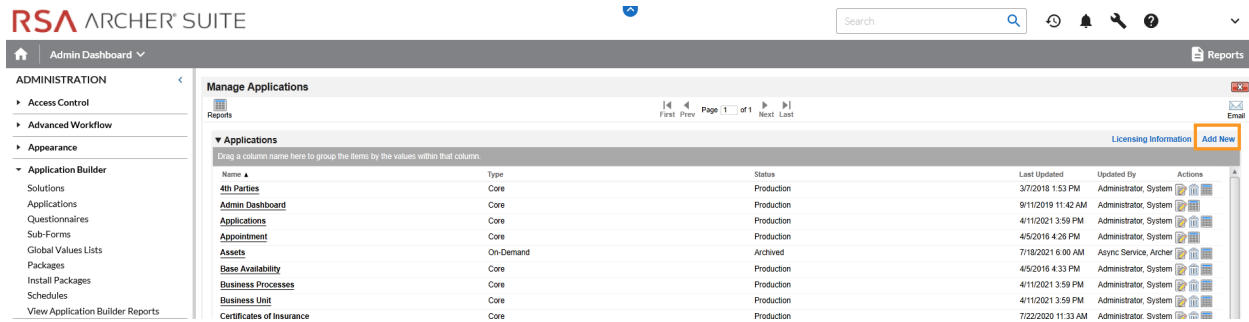 RSA ARCHER® SUITE
Search
Admin Dashboard
Reports
ADMINISTRATION
Access Control
Advanced Workflow
Appearance
Application Builder
Solutions
Applications
Questionnaires
Sub-Forms
Global Values Lists
Packages
Install Packages
Schedules
View Application Builder Reports
Manage Applications
Reports
First Prev Page 1 of 1 Next Last
Email
Applications Licensing Information Add New
Drag a column name here to group the items by the values within that column.
Name Type Status Last Updated Updated By Actions
4th Parties Core Production 3/7/2018 1:53 PM Administrator, System
Admin Dashboard Core Production 9/11/2019 11:42 AM Administrator, System
Applications Core Production 4/11/2021 3:59 PM Administrator, System
Appointment Core Production 4/5/2016 4:26 PM Administrator, System
Assets On-Demand Archived 7/18/2021 6:00 AM Async Service, Archer
Base Availability Core Production 4/5/2016 4:33 PM Administrator, System
Business Processes Core Production 4/11/2021 3:59 PM Administrator, System
Business Unit Core Production 4/11/2021 3:59 PM Administrator, System
Certificates of Insurance Core Production 7/22/2020 11:33 AM Administrator, System